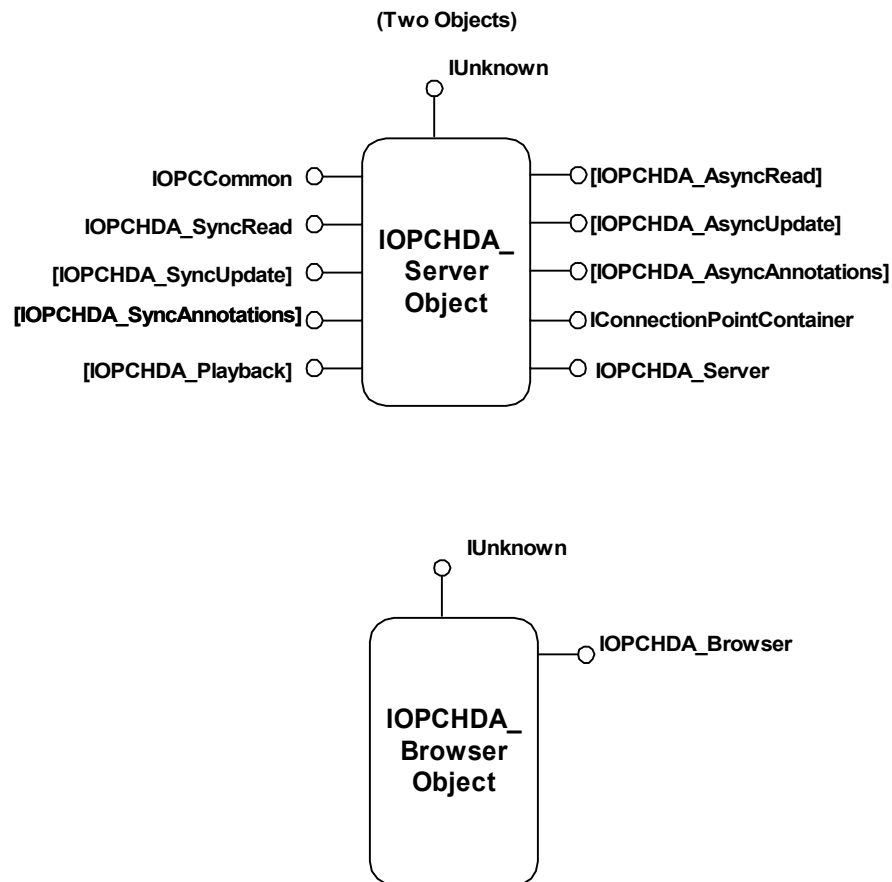 (Two Objects)
IUnknown
IOPCCommon
IOPCHDA_SyncRead
[IOPCHDA_SyncUpdate]
[IOPCHDA_SyncAnnotations]
[IOPCHDA_Playback]
IOPCHDA_
Server
Object
[IOPCHDA_AsyncRead]
[IOPCHDA_AsyncUpdate]
[IOPCHDA_AsyncAnnotations]
IConnectionPointContainer
IOPCHDA_Server
IUnknown
IOPCHDA_Browser
IOPCHDA_
Browser
Object